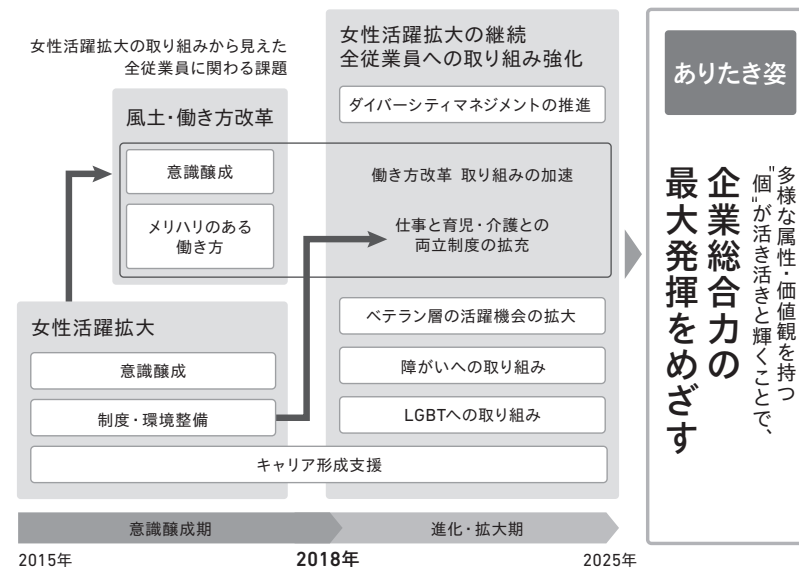 女性活躍拡大の取り組みから見えた
全従業員に関わる課題
風土・働き方改革
意識醸成
メリハリのある
働き方
女性活躍拡大
意識醸成
制度・環境整備
キャリア形成支援
女性活躍拡大の継続
全従業員への取り組み強化
ダイバーシティマネジメントの推進
働き方改革 取り組みの加速
仕事と育児・介護との
両立制度の拡充
ベテラン層の活躍機会の拡大
障がいへの取り組み
LGBTへの取り組み
ありたき姿
多様な属性・価値観を持つ
"個"が活き活きと輝くことで、
企業総合力の
最大発揮をめざす
意識醸成期
進化・拡大期
2015年
2018年
2025年